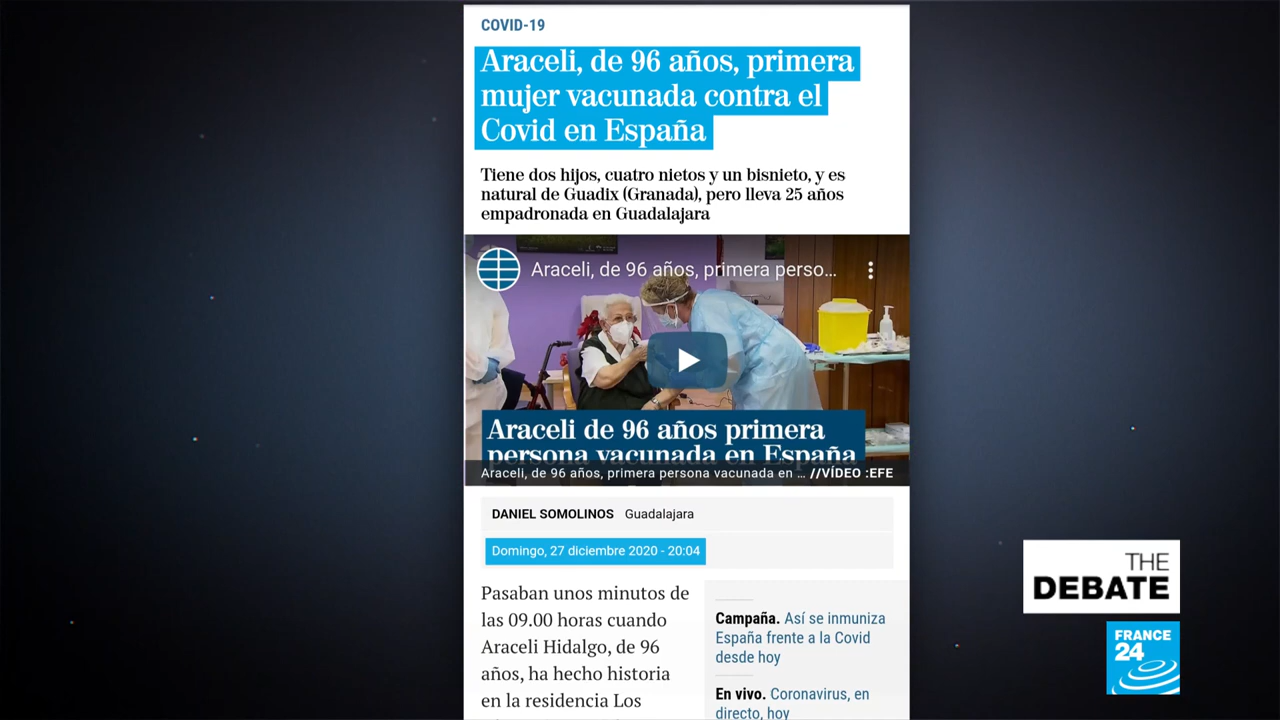 COVID-19
Araceli, de 96 años, primera
mujer vacunada contra el
Covid en España
Tiene dos hijos, cuatro nietos y un bisnieto, y es
natural de Guadix (Granada), pero lleva 25 años
empadronada en Guadalajara
Araceli, de 96 años, primera perso...
Araceli de 96 años primera
persona vacunada en España
Araceli, de 96 años, primera persona vacunada en ... //VÍDEO :EFE
DANIEL SOMOLINOS Guadalajara
Domingo, 27 diciembre 2020 - 20:04
Pasaban unos minutos de
las 09.00 horas cuando
Araceli Hidalgo, de 96
años, ha hecho historia
en la residencia Los
Campaña. Así se inmuniza
España frente a la Covid
desde hoy
En vivo. Coronavirus, en
directo, hoy
THE
DEBATE
FRANCE
24